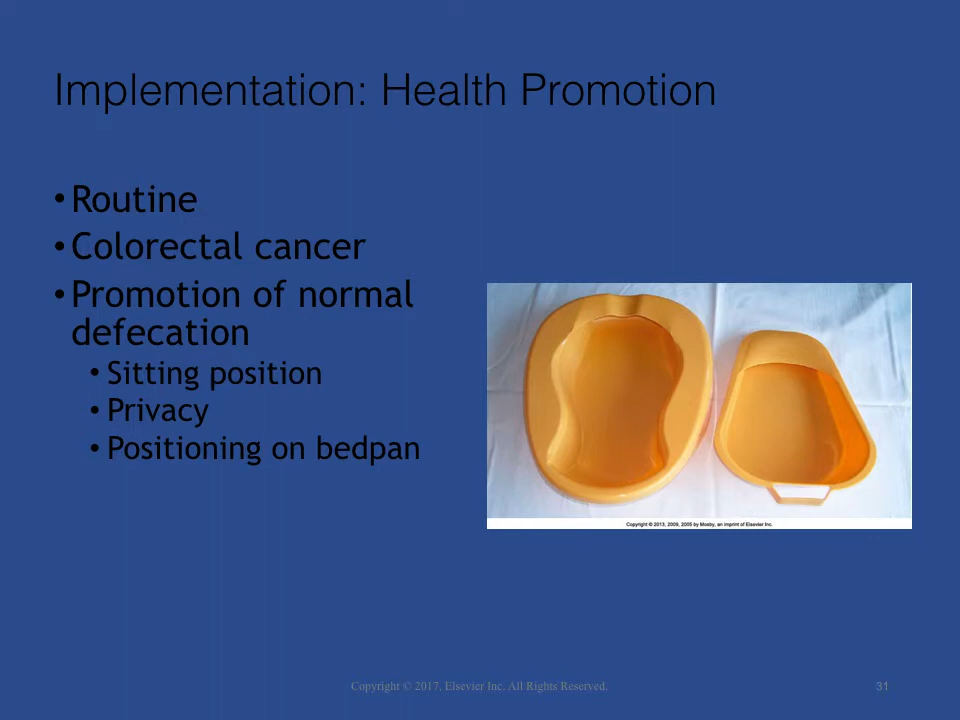 Implementation: Health Promotion
•Routine
•Colorectal cancer
•Promotion of normal
defecation
•Sitting position
•Privacy
•Positioning on bedpan
Copyright © 2013, 2009, 2005 by Mosby, an imprint of Elsevier Inc.
Copyright © 2017, Elsevier Inc. All Rights Reserved.
31